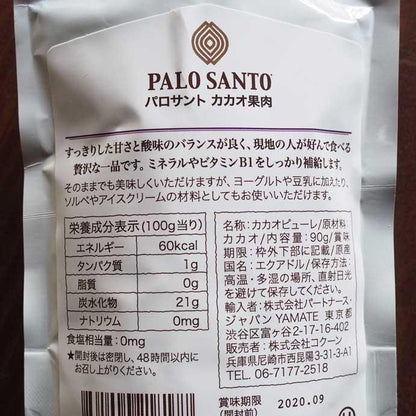 PALO SANTO
パロサント カカオ果肉
すっきりした甘さと酸味のバランスが良く、現地の人が好んで食べる
贅沢な一品です。ミネラルやビタミンB1をしっかり補給します。
そのままでも美味しくいただけますが、ヨーグルトや豆乳に加えたり、
ソルベやアイスクリームの材料としてもお使いいただけます。
栄養成分表示(100g当り)
エネルギー 60kcal
タンパク質 1g
脂質 0g
炭水化物 21g
ナトリウム 0mg
食塩相当量:0mg
★開封後は密閉し、48時間以内に
お召し上がりください。
名称:カカオピューレ/原材料:
カカオ/内容量:90g/賞味
期限:枠外下部に記載/原産
国名:エクアドル/保存方法:
高温・多湿の場所、直射日光
を避けて保存してください。
輸入者:株式会社パートナース・
ジャパン YAMATE 東京都
渋谷区富ヶ谷2-17-16-402
販売者:株式会社コクーン
兵庫県尼崎市西昆陽3-31-3-A1
TEL 06-7177-2518
賞味期限 2020.09
(開封前)